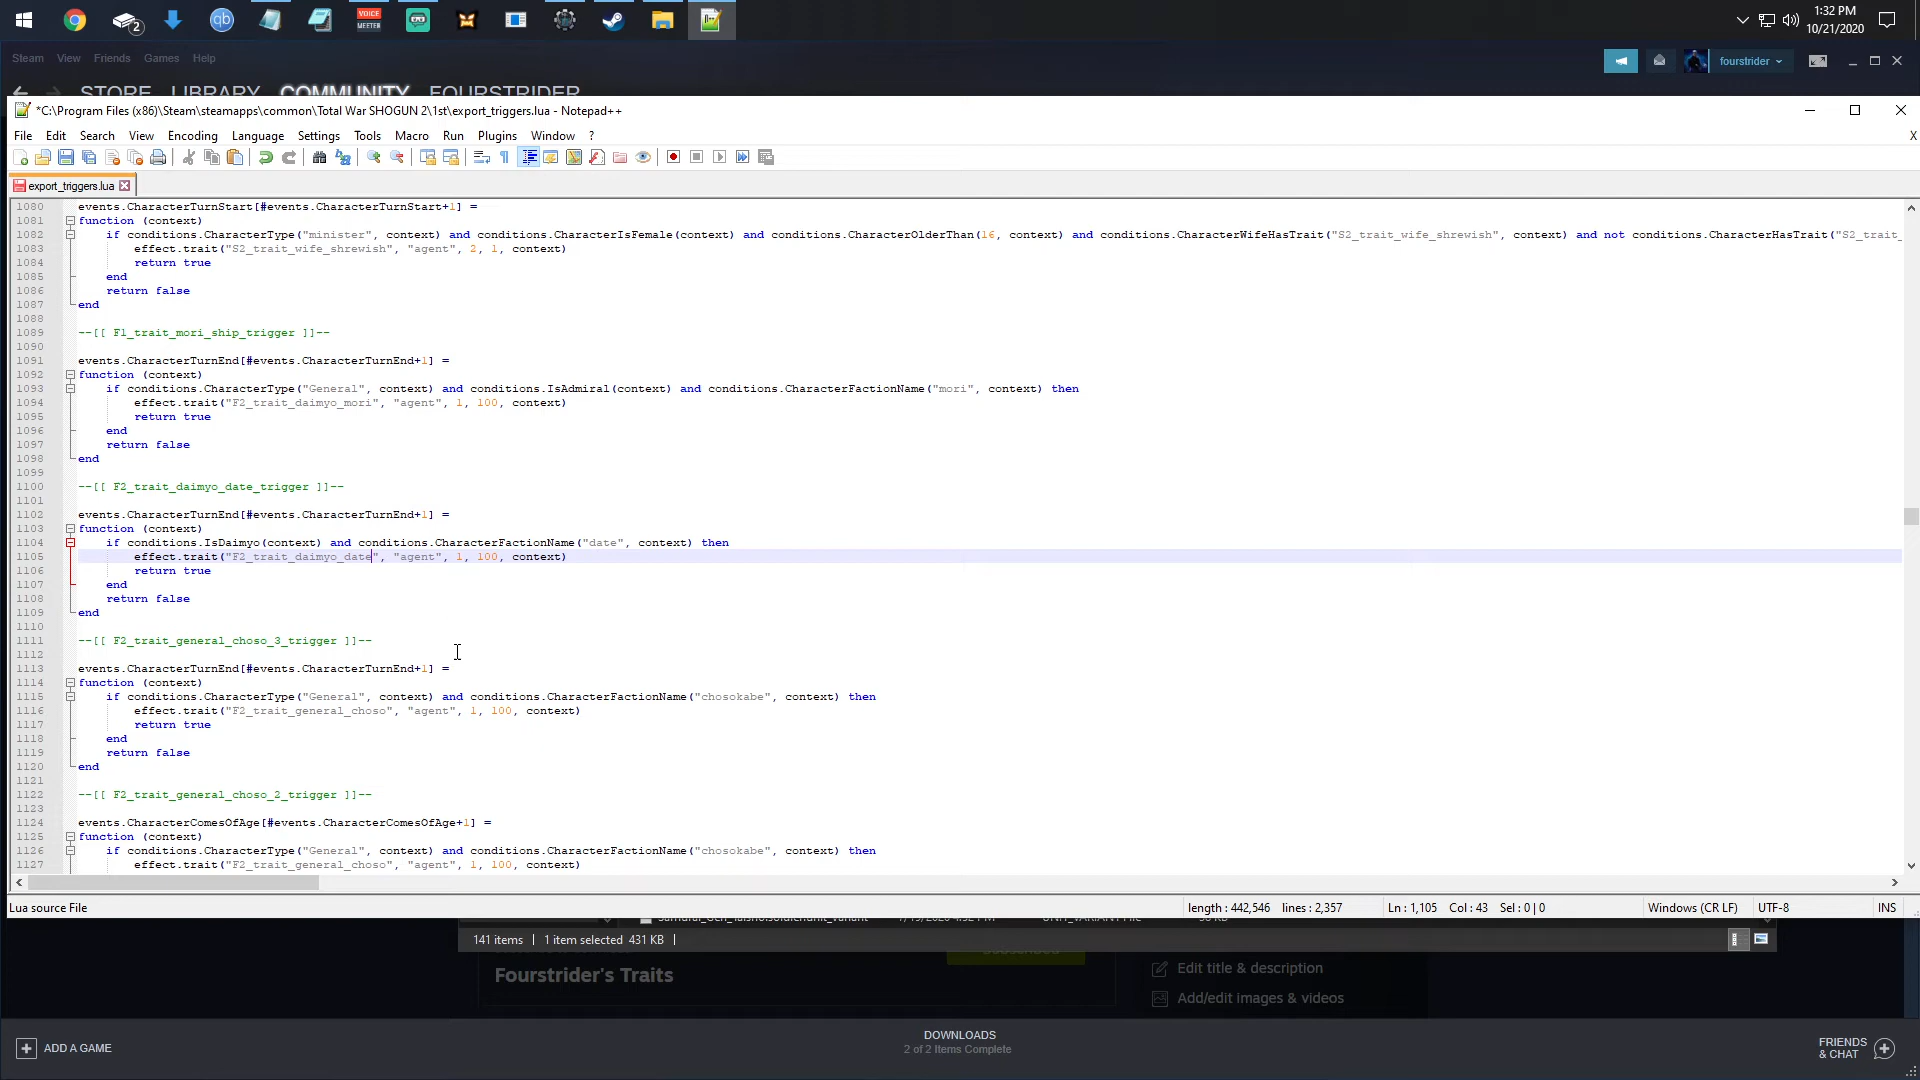 2
qb
VOICE
MEETER
1:32 PM
10/21/2020
Steam View Friends Games Help
fourstrider
STORE LIBRARY COMMUNITY FOURSTRIDER
*C:\Program Files (x86)\Steam\steamapps\common\Total War SHOGUN 2\1st\export_triggers.lua - Notepad++
File Edit Search View Encoding Language Settings Tools Macro Run Plugins Window ? X
export_triggers.lua
1080 events.CharacterTurnStart[#events.CharacterTurnStart+1] =
1081 function (context)
1082 if conditions.CharacterType("minister", context) and conditions.CharacterIsFemale(context) and conditions.CharacterOlderThan(16, context) and conditions.CharacterWifeHasTrait("S2_trait_wife_shrewish", context) and not conditions.CharacterHasTrait("S2_trait_
1083 effect.trait("S2_trait_wife_shrewish", "agent", 2, 1, context)
1084 return true
1085 end
1086 return false
1087 end
1088
1089 --[[ F1_trait_mori_ship_trigger ]]--
1090
1091 events.CharacterTurnEnd[#events.CharacterTurnEnd+1] =
1092 function (context)
1093 if conditions.CharacterType("General", context) and conditions.IsAdmiral(context) and conditions.CharacterFactionName("mori", context) then
1094 effect.trait("F2_trait_daimyo_mori", "agent", 1, 100, context)
1095 return true
1096 end
1097 return false
1098 end
1099
1100 --[[ F2_trait_daimyo_date_trigger ]]--
1101
1102 events.CharacterTurnEnd[#events.CharacterTurnEnd+1] =
1103 function (context)
1104 if conditions.IsDaimyo(context) and conditions.CharacterFactionName("date", context) then
1105 effect.trait("F2_trait_daimyo_date", "agent", 1, 100, context)
1106 return true
1107 end
1108 return false
1109 end
1110
1111 --[[ F2_trait_general_choso_3_trigger ]]--
1112
1113 events.CharacterTurnEnd[#events.CharacterTurnEnd+1] =
1114 function (context)
1115 if conditions.CharacterType("General", context) and conditions.CharacterFactionName("chosokabe", context) then
1116 effect.trait("F2_trait_general_choso", "agent", 1, 100, context)
1117 return true
1118 end
1119 return false
1120 end
1121
1122 --[[ F2_trait_general_choso_2_trigger ]]--
1123
1124 events.CharacterComesOfAge[#events.CharacterComesOfAge+1] =
1125 function (context)
1126 if conditions.CharacterType("General", context) and conditions.CharacterFactionName("chosokabe", context) then
1127 effect.trait("F2_trait_general_choso", "agent", 1, 100, context)
Lua source File length : 442,546 lines : 2,357 Ln : 1,105 Col : 43 Sel : 0 | 0 Windows (CR LF) UTF-8 INS
141 items | 1 item selected 431 KB |
Fourstrider's Traits
Edit title & description
Add/edit images & videos
ADD A GAME
DOWNLOADS
2 of 2 Items Complete
FRIENDS
& CHAT